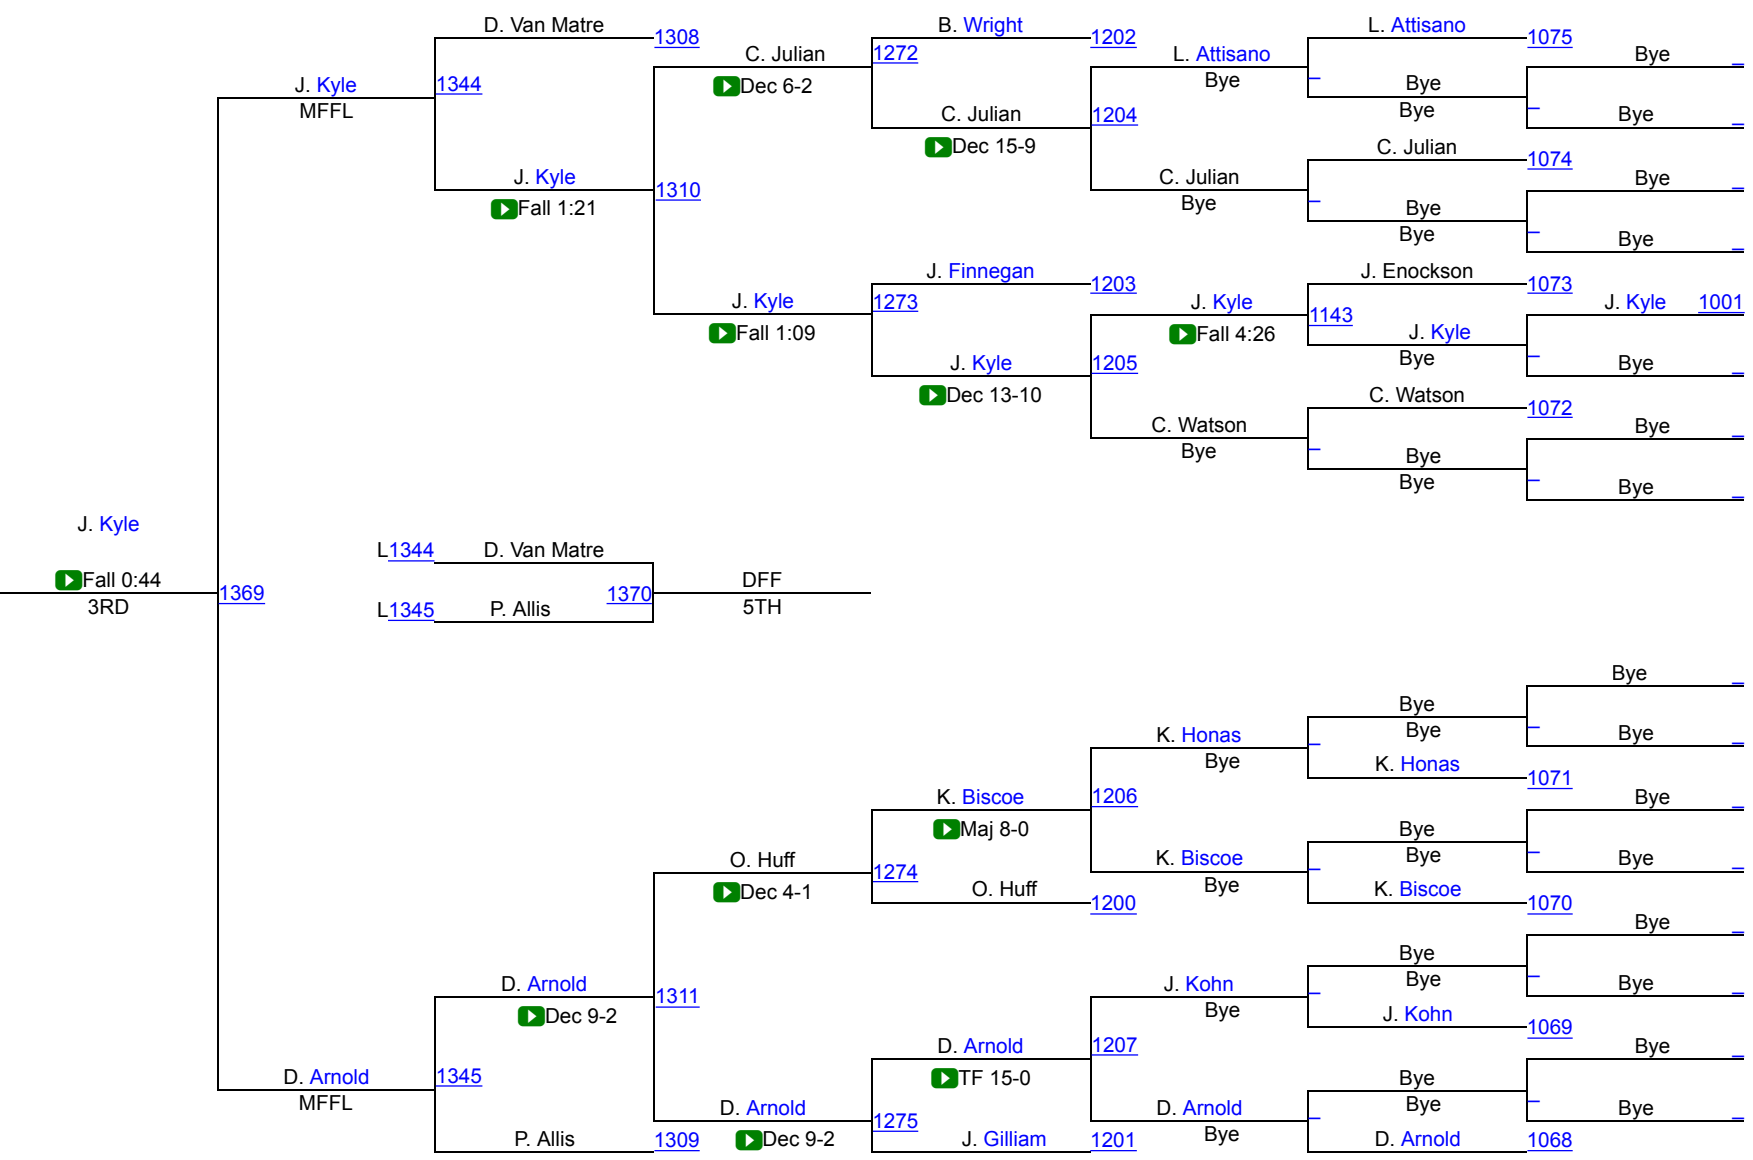 D. Van Matre
1308
B. Wright
1202
L. Attisano
1075
C. Julian
1272
L. Attisano
Bye
_
J. Kyle
1344
Dec 6-2
Bye
_
Bye
MFFL
C. Julian
1204
Bye
_
Bye
_
Dec 15-9
C. Julian
1074
J. Kyle
1310
C. Julian
Bye
_
Fall 1:21
Bye
_
Bye
Bye
_
Bye
_
J. Finnegan
1203
J. Enockson
1073
J. Kyle
1273
J. Kyle
1143
J. Kyle 1001
Fall 1:09
Fall 4:26
J. Kyle
J. Kyle
1205
Bye
_
Bye
_
Dec 13-10
C. Watson
1072
C. Watson
Bye
_
Bye
_
Bye
Bye
_
Bye
_
J. Kyle
L1344
D. Van Matre
Fall 0:44
1369
1370
DFF
3RD
L1345
P. Allis
5TH
Bye
_
Bye
K. Honas
Bye
_
Bye
_
Bye
K. Honas
1071
K. Biscoe
1206
Bye
_
Maj 8-0
Bye
O. Huff
1274
K. Biscoe
Bye
_
Bye
_
Dec 4-1
Bye
_
O. Huff
1200
K. Biscoe
1070
Bye
_
Bye
D. Arnold
1311
J. Kohn
Bye
_
Bye
_
Dec 9-2
Bye
_
J. Kohn
1069
D. Arnold
1207
Bye
_
D. Arnold
1345
TF 15-0
Bye
MFFL
D. Arnold
1275
D. Arnold
Bye
_
Bye
_
P. Allis
1309
Dec 9-2
J. Gilliam
1201
Bye
_
D. Arnold
1068